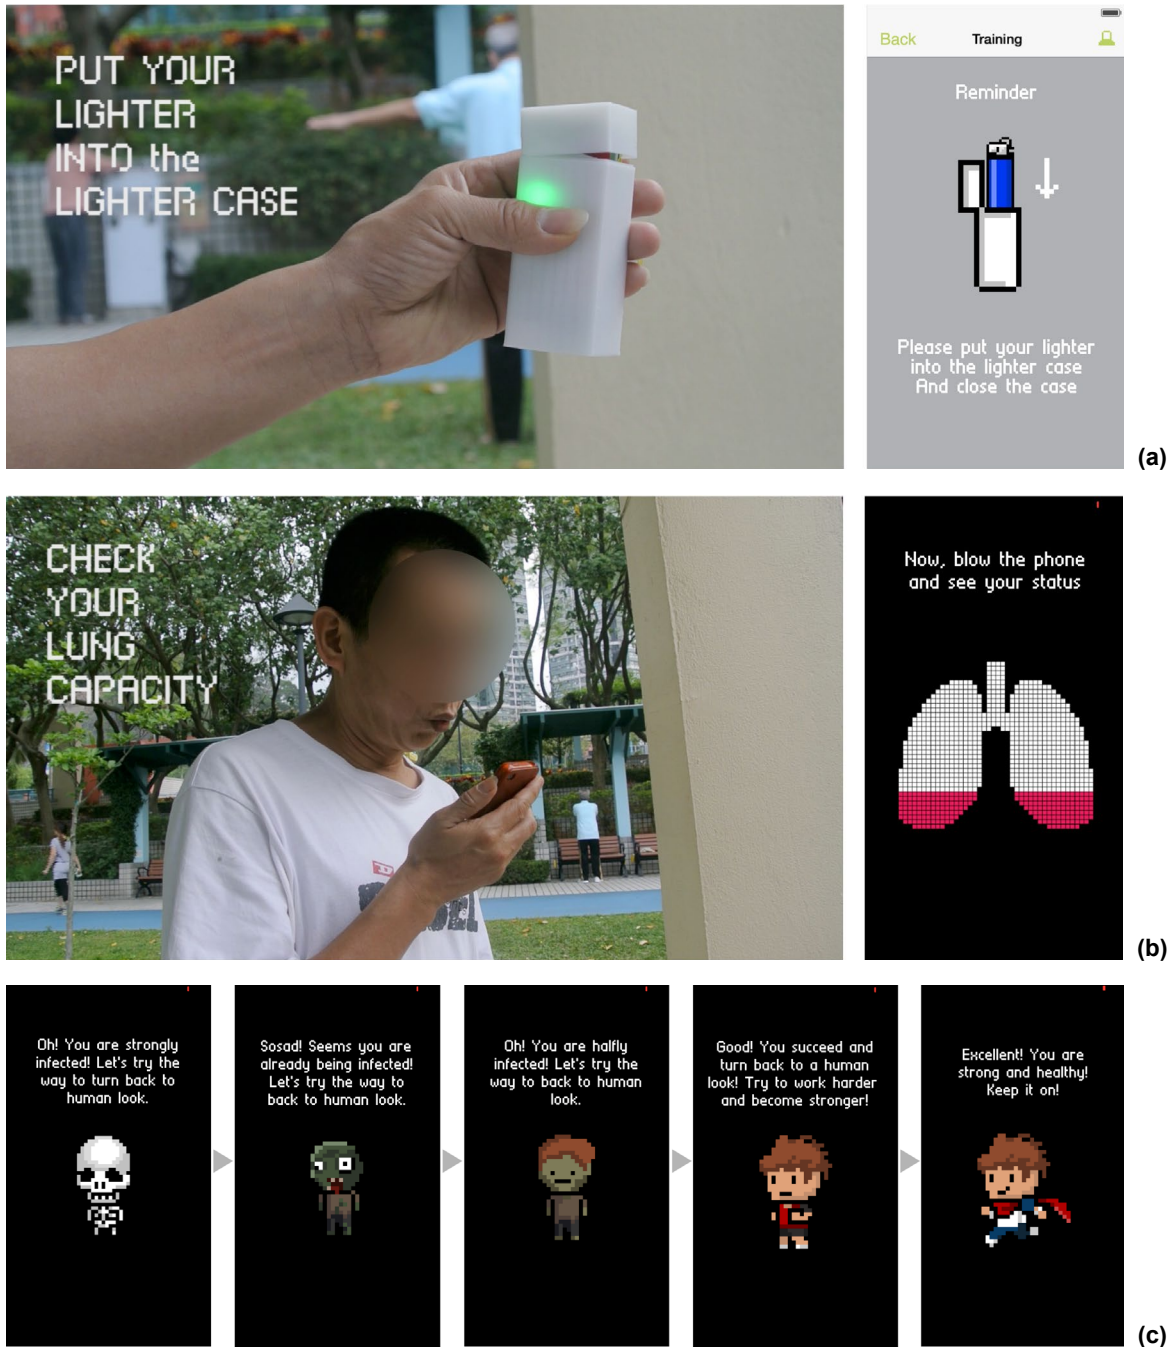 PUT YOUR
LIGHTER
INTO the
LIGHTER CASE
Back Training
Reminder
Please put your lighter
into the lighter case
And close the case
(a)
CHECK
YOUR
LUNG
CAPACITY
Now, blow the phone
and see your status
(b)
Oh! You are strongly
infected! Let's try the
way to turn back to
human look.
Sosad! Seems you are
already being infected!
Let's try the way to
back to human look.
Oh! You are halfly
infected! Let's try the
way to back to human
look.
Good! You succeed and
turn back to a human
look! Try to work harder
and become stronger!
Excellent! You are
strong and healthy!
Keep it on!
(c)